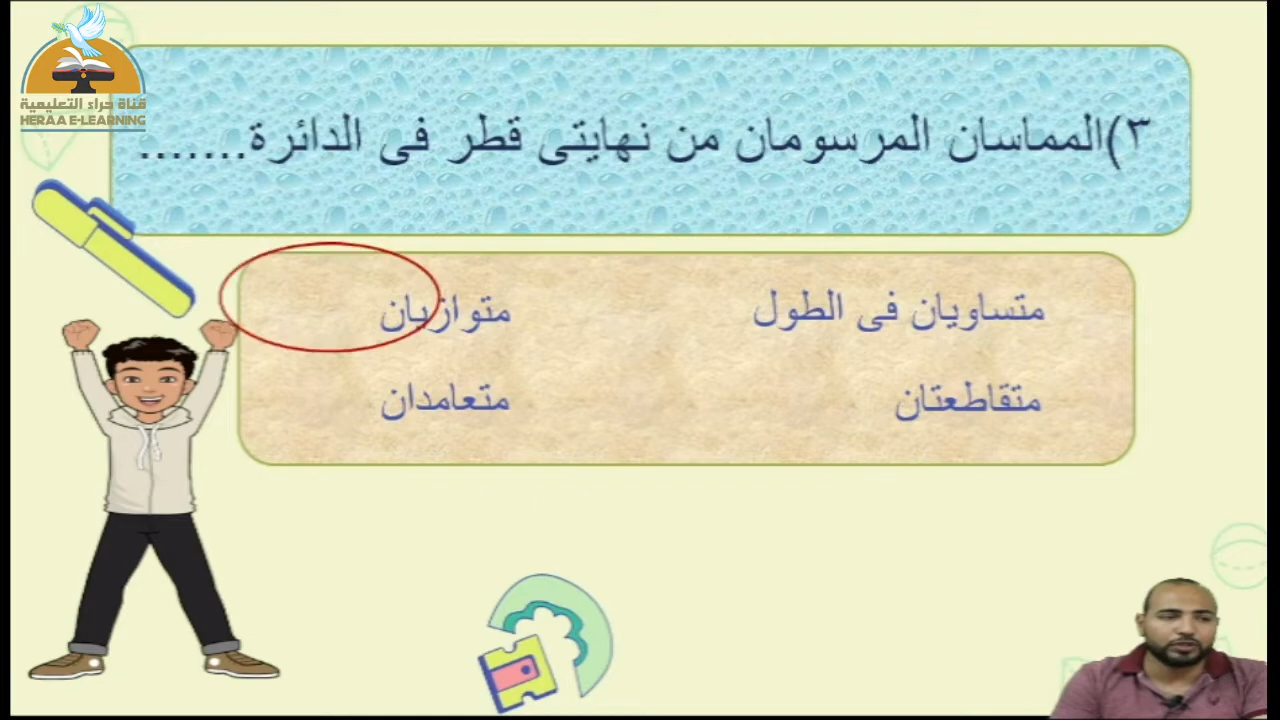 قناة حراء التعليمية
HERAA E-LEARNING
٣)المماسان المرسومان من نهايتى قطر فى الدائرة.......
متساويان فى الطول
متوازيان
متقاطعتان
متعامدان